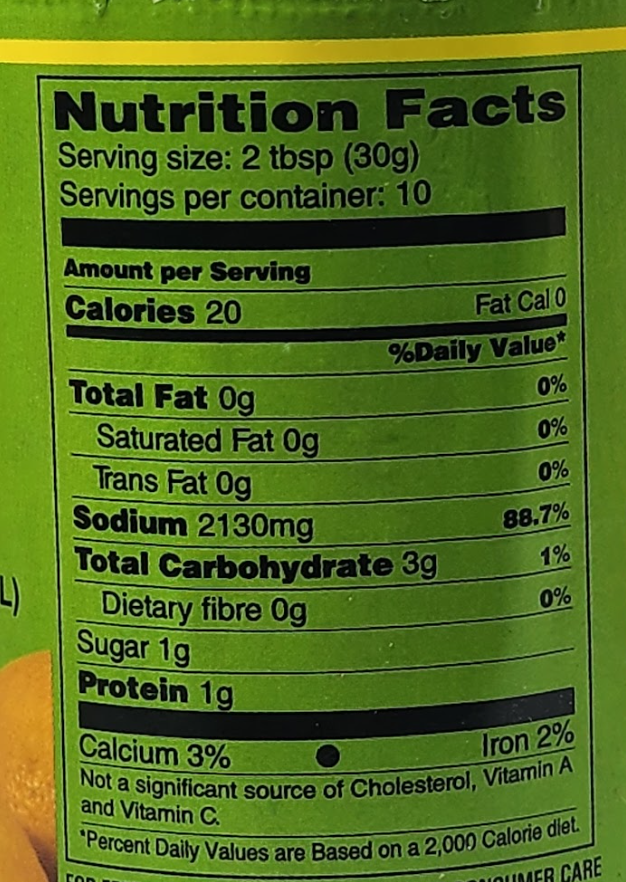 Nutrition Facts
Serving size: 2 tbsp (30g)
Servings per container: 10
Amount per Serving
Calories 20 Fat Cal 0
%Daily Value*
Total Fat 0g 0%
Saturated Fat 0g 0%
Trans Fat 0g 0%
Sodium 2130mg 88.7%
Total Carbohydrate 3g 1%
Dietary fibre 0g 0%
Sugar 1g
Protein 1g
Calcium 3% ● Iron 2%
Not a significant source of Cholesterol, Vitamin A
and Vitamin C.
*Percent Daily Values are Based on a 2,000 Calorie diet.
L)
CARE